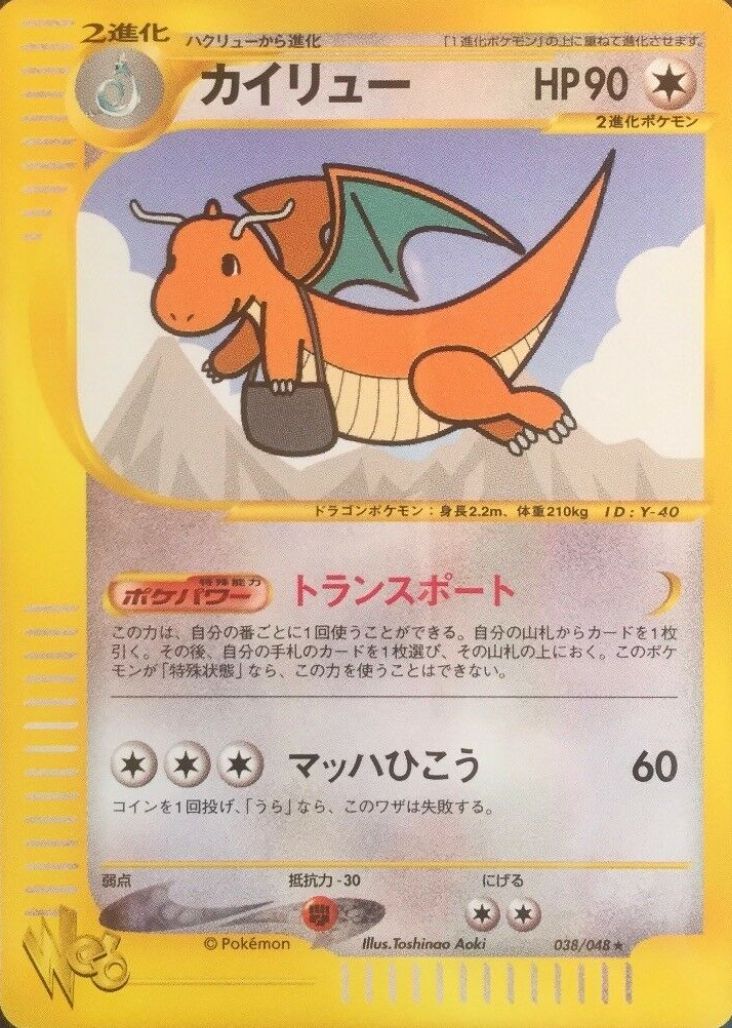 2進化
ハクリューから進化
「1進化ポケモン」の上に重ねて進化させます。
カイリュー
HP90
2進化ポケモン
ドラゴンポケモン：身長2.2m、体重210kg ID:Y-40
特殊能力
ポケパワー
トランスポート
この力は、自分の番ごとに1回使うことができる。自分の山札からカードを1枚
引く。その後、自分の手札のカードを1枚選び、その山札の上におく。このポケ
モンが「特殊状態」なら、この力を使うことはできない。
マッハひこう 60
コインを1回投げ、「うら」なら、このワザは失敗する。
弱点 抵抗力-30 にげる
Web
© Pokémon Illus.Toshinao Aoki 038/048★